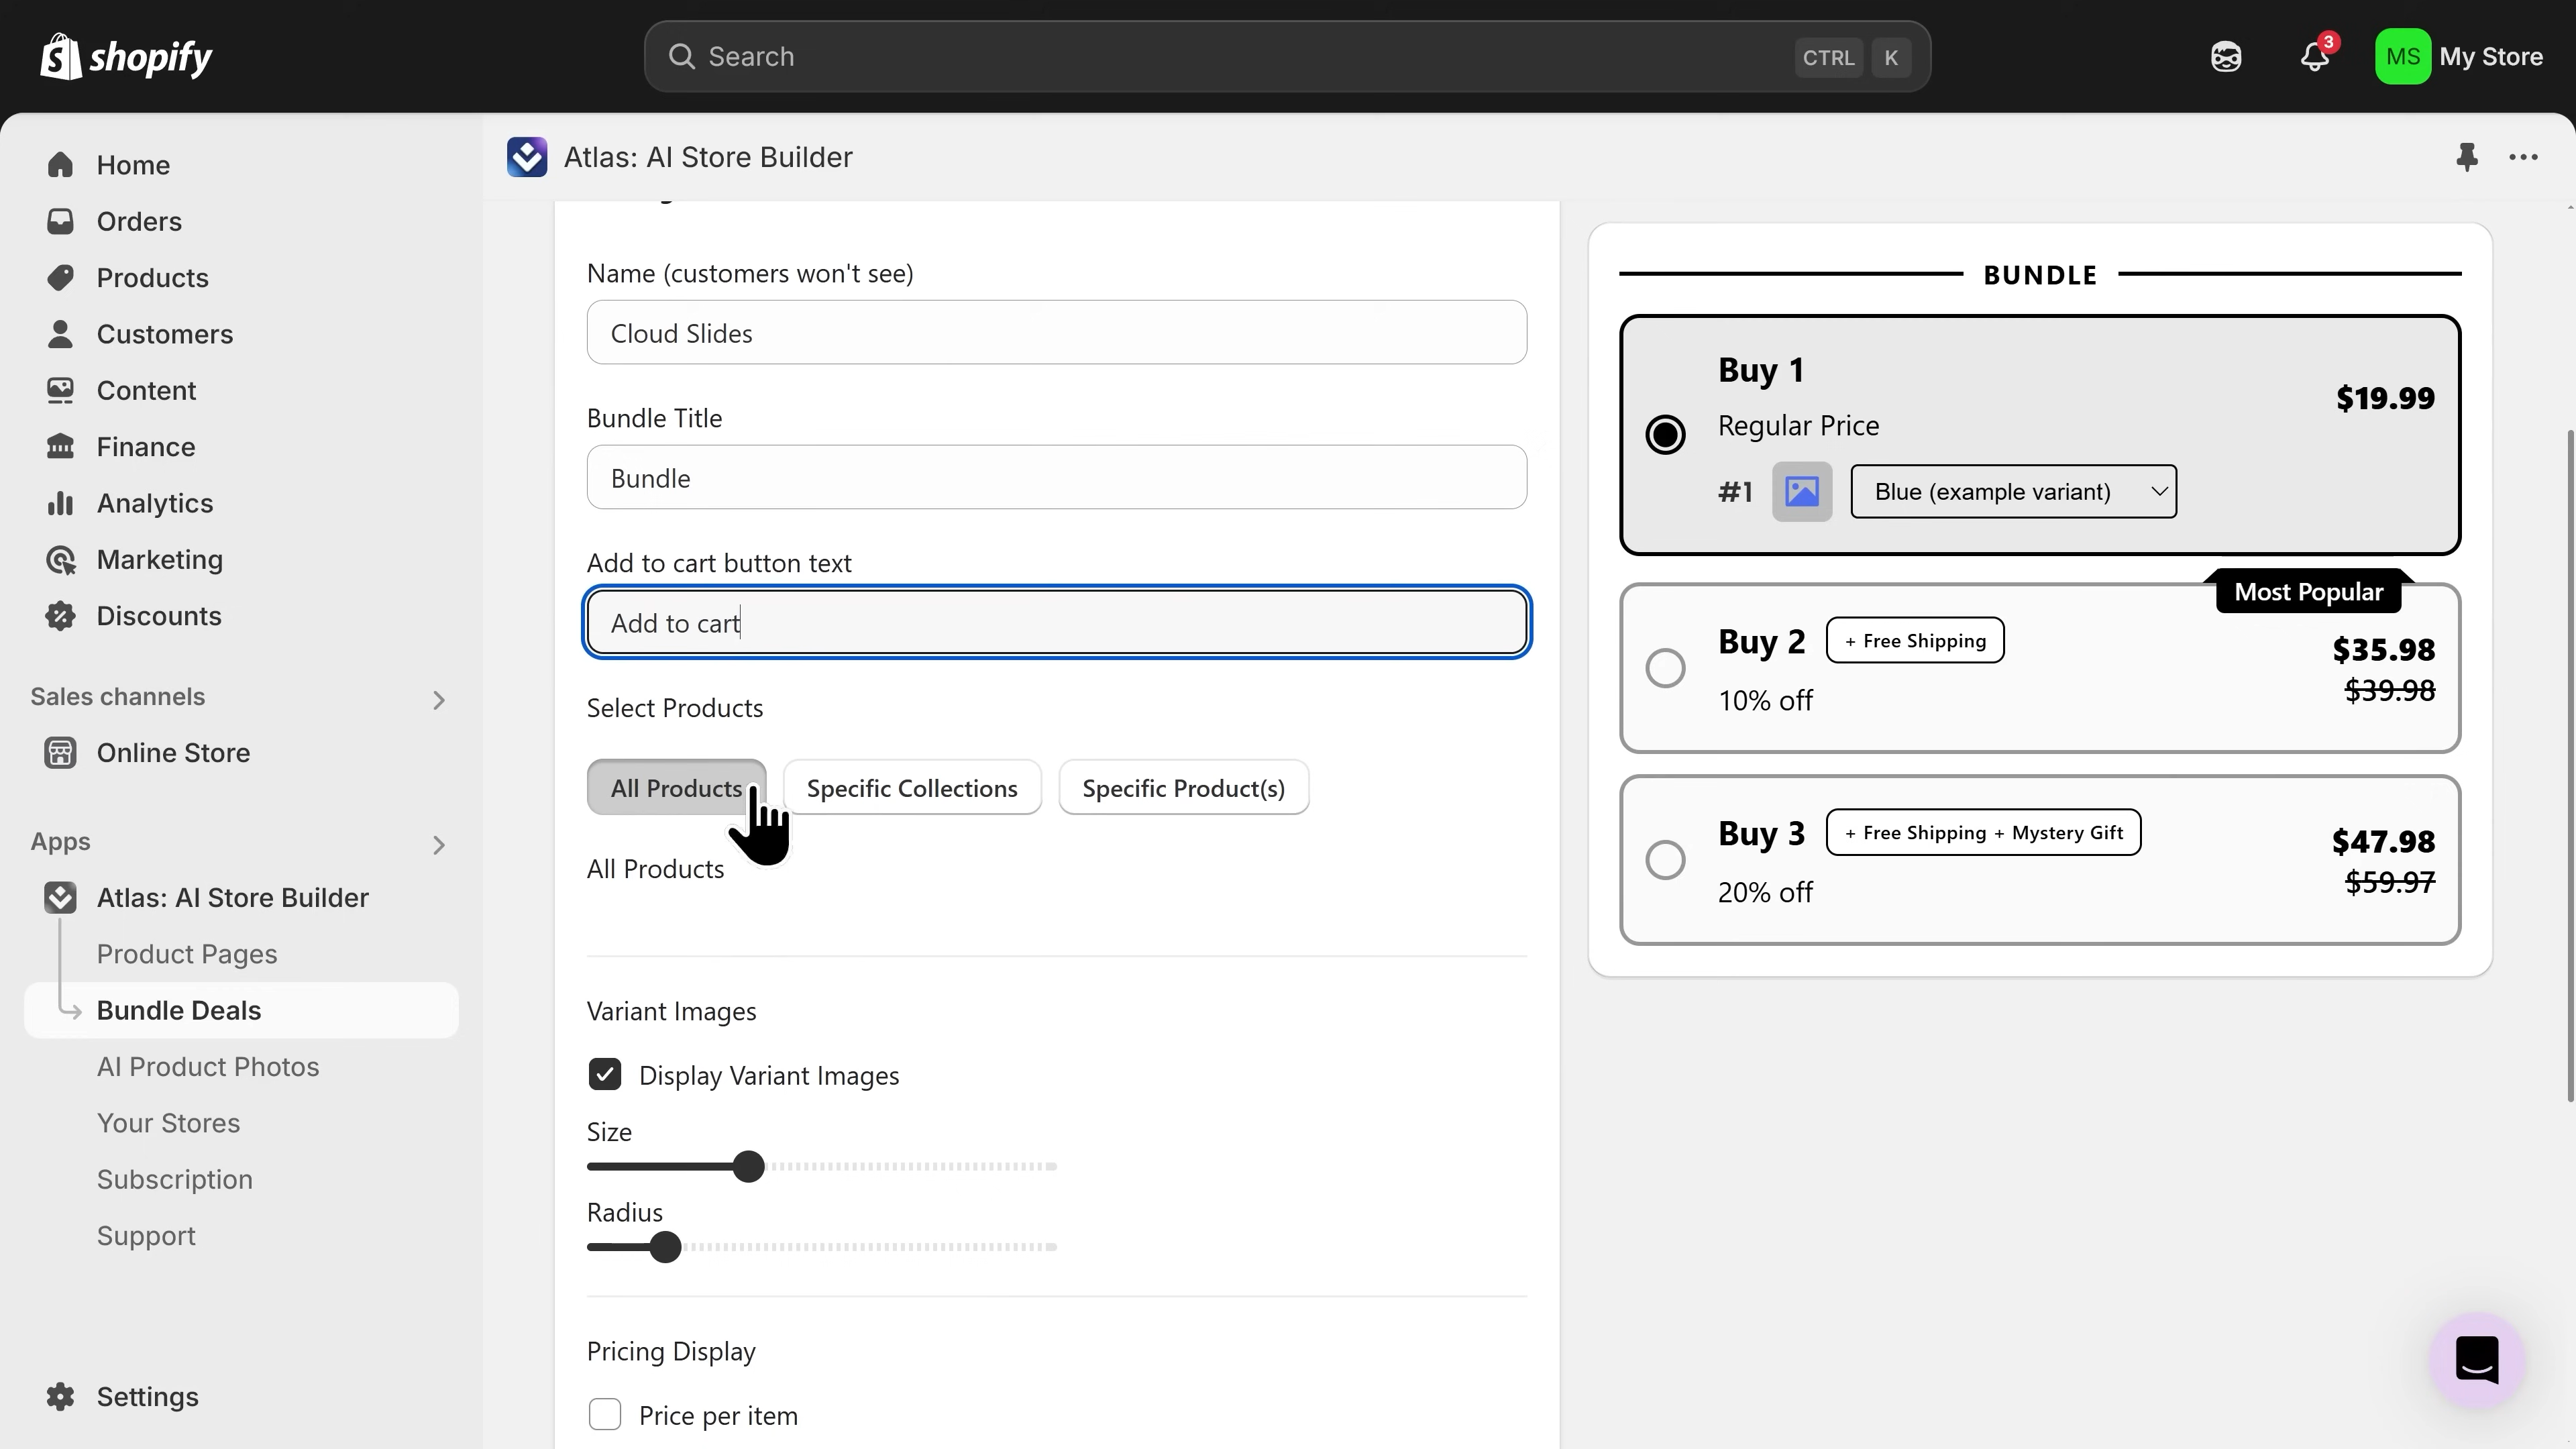 shopify
Search
CTRL K
3
MS My Store
Home
Orders
Products
Customers
Content
Finance
Analytics
Marketing
Discounts
Sales channels
Online Store
Apps
Atlas: AI Store Builder
Product Pages
Bundle Deals
AI Product Photos
Your Stores
Subscription
Support
Settings
Atlas: AI Store Builder
Name (customers won't see)
Cloud Slides
Bundle Title
Bundle
Add to cart button text
Add to cart
Select Products
All Products
Specific Collections
Specific Product(s)
All Products
Variant Images
Display Variant Images
Size
Radius
Pricing Display
Price per item
BUNDLE
Buy 1
$19.99
Regular Price
#1
Blue (example variant)
Most Popular
Buy 2
+ Free Shipping
$35.98
$39.98
10% off
Buy 3
+ Free Shipping + Mystery Gift
$47.98
$59.97
20% off